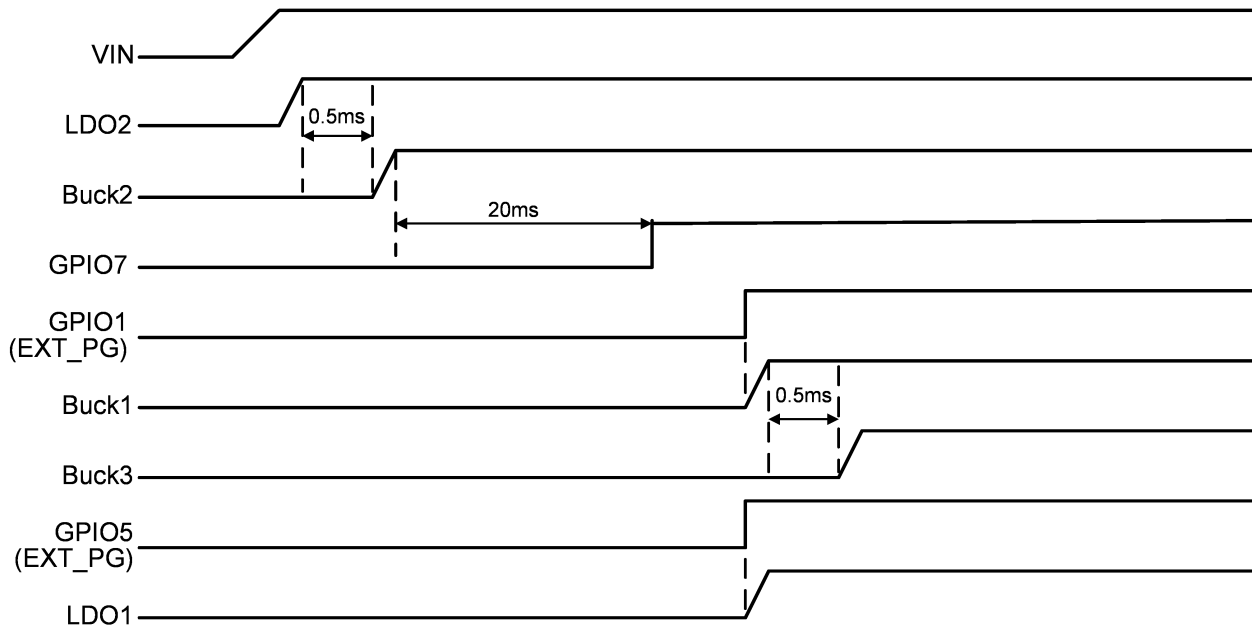 VIN
LDO2
0.5ms
Buck2
20ms
GPIO7
GPIO1
(EXT_PG)
Buck1
0.5ms
Buck3
GPIO5
(EXT_PG)
LDO1